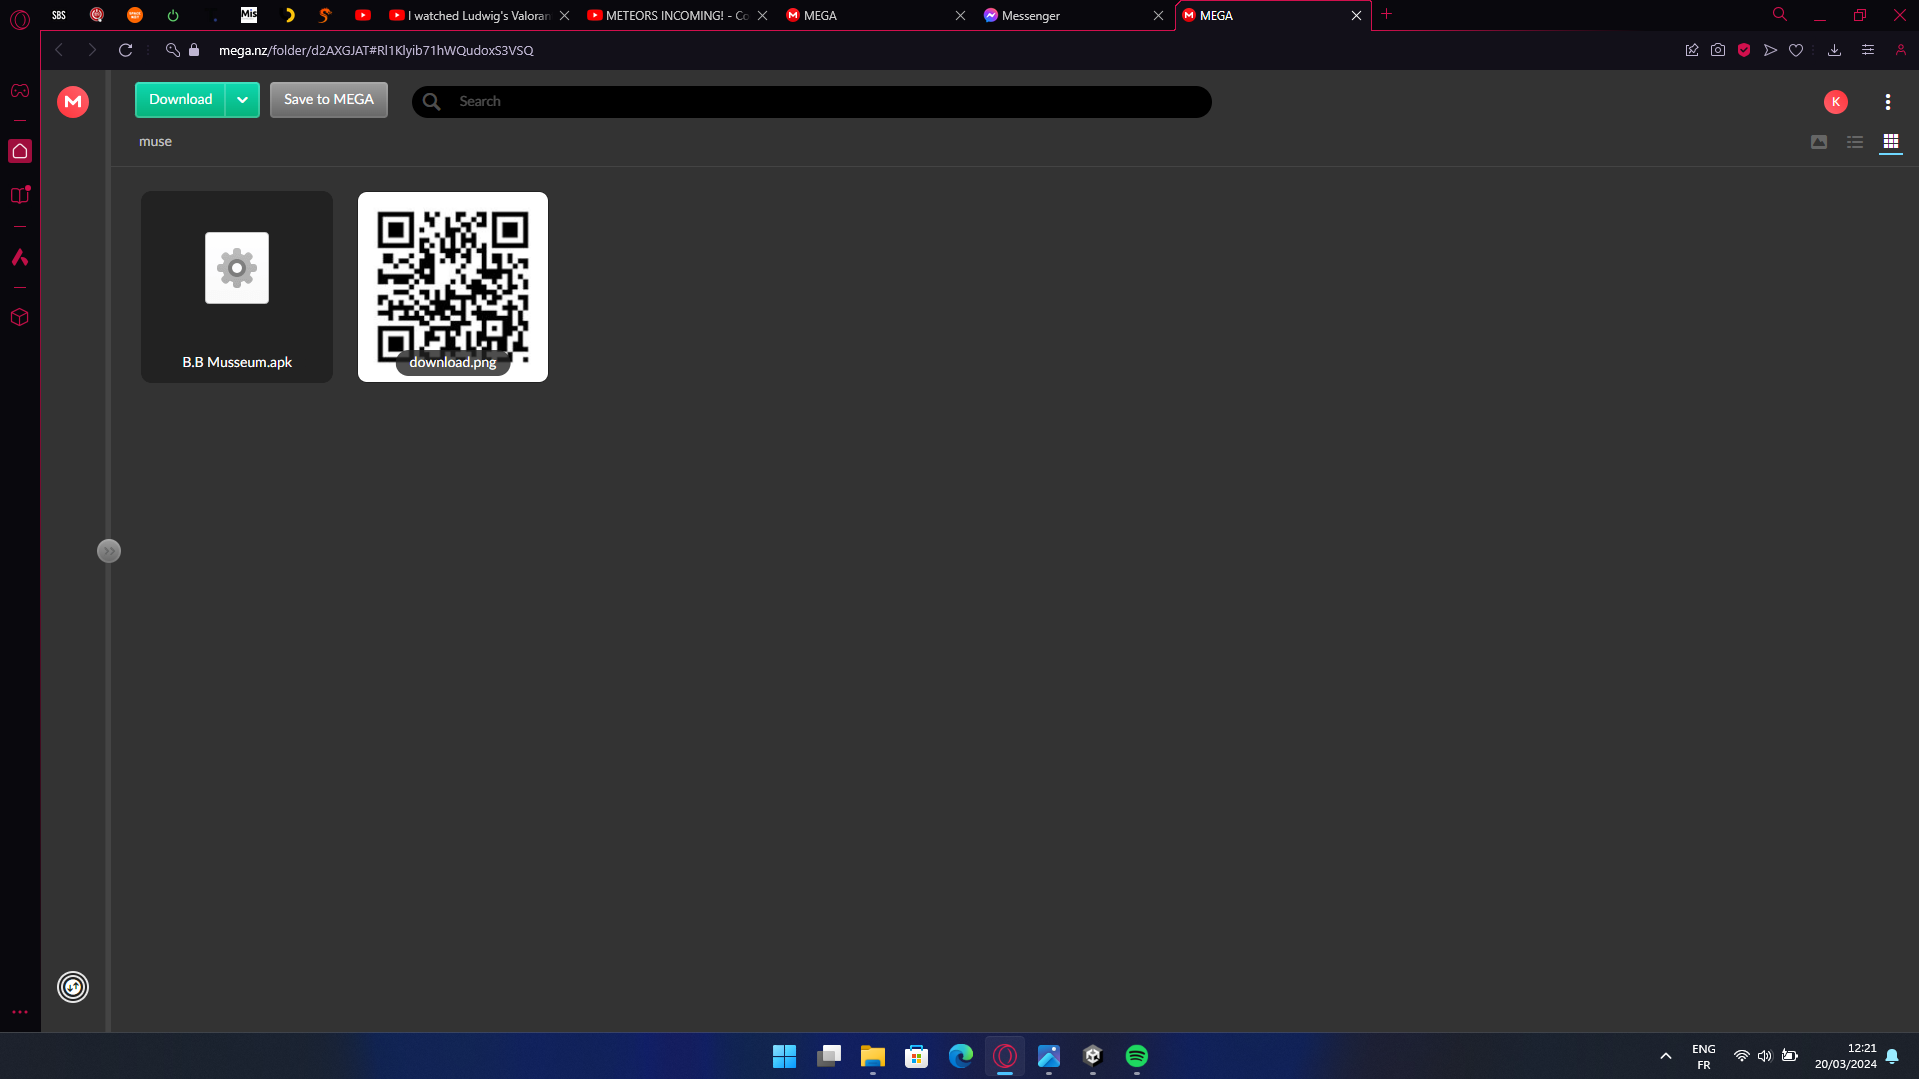 SBS
Mis
I watched Ludwig's Valoran
METEORS INCOMING! - Co
MEGA
Messenger
MEGA
mega.nz/folder/d2AXGJAT#Rl1Klyib71hWQudoxS3VSQ
Download
Save to MEGA
Search
K
muse
B.B Musseum.apk
download.png
ENG
FR
12:21
20/03/2024